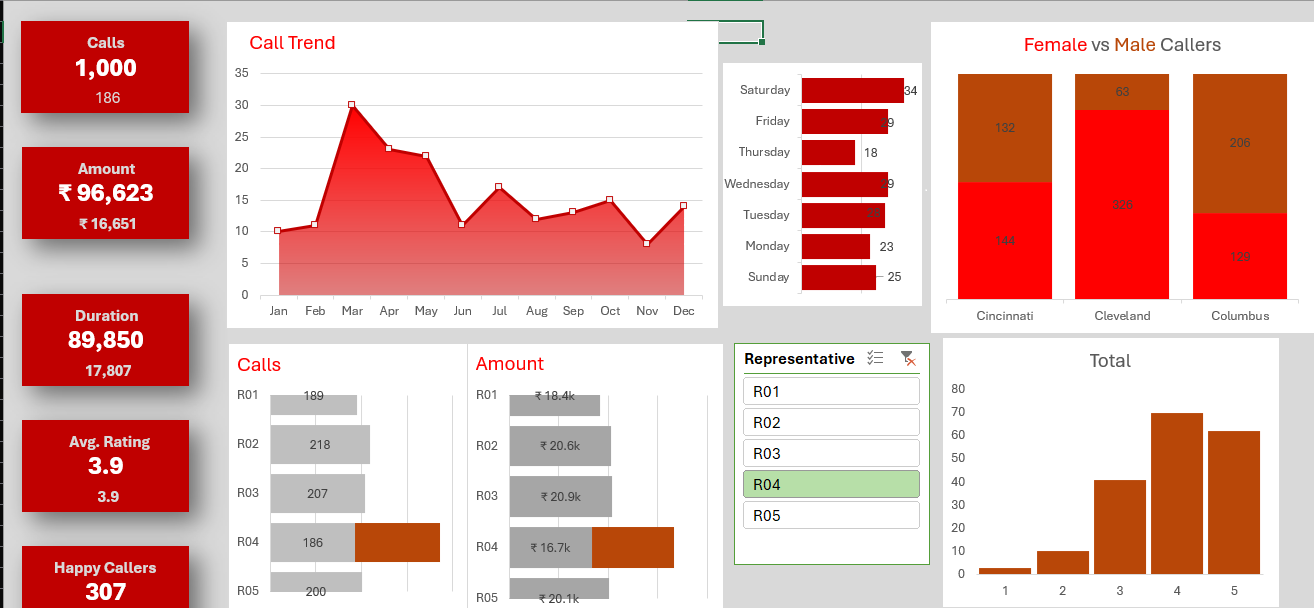 Calls
1,000
186
Amount
₹ 96,623
₹ 16,651
Duration
89,850
17,807
Avg. Rating
3.9
3.9
Happy Callers
307
Call Trend
35
30
25
20
15
10
5
0
Jan Feb Mar Apr May Jun Jul Aug Sep Oct Nov Dec
Saturday 34
Friday
Thursday 18
Wednesday
Tuesday
Monday 23
Sunday 25
Female vs Male Callers
132 63 206
144
Cincinnati Cleveland Columbus
Calls
R01 189
R02 218
R03 207
R04 186
R05 200
Amount
R01 ₹ 18.4k
R02 ₹ 20.6k
R03 ₹ 20.9k
R04 ₹ 16.7k
R05 ₹ 20.1k
Representative
R01
R02
R03
R04
R05
Total
80
70
60
50
40
30
20
10
0
1 2 3 4 5